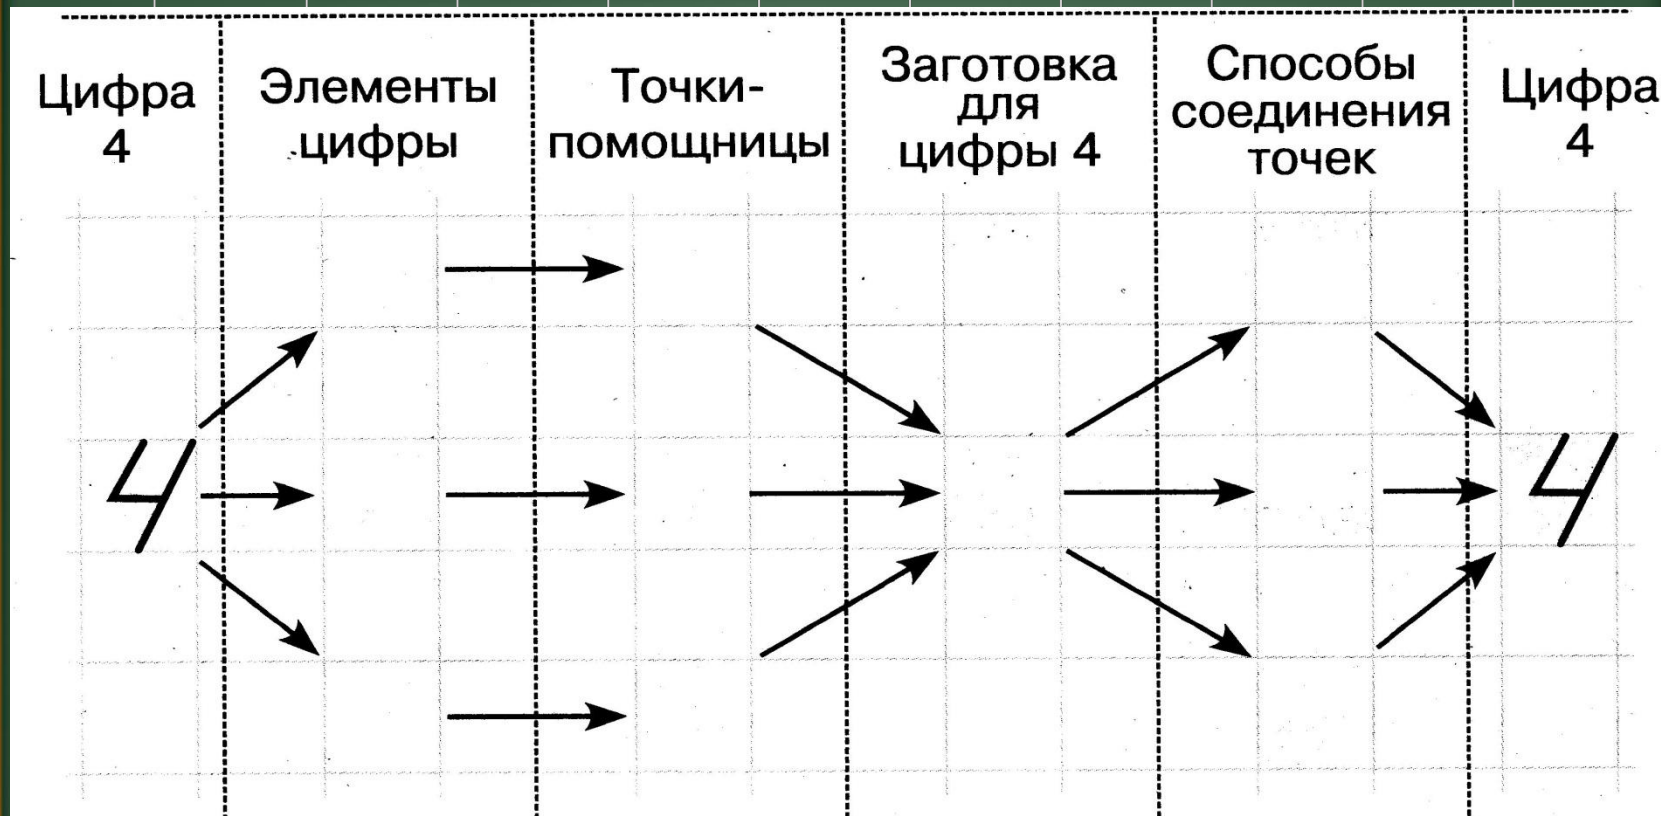 Цифра
4
Элементы
цифры
Точки-
помощницы
Заготовка
для
цифры 4
Способы
соединения
точек
Цифра
4
4
4